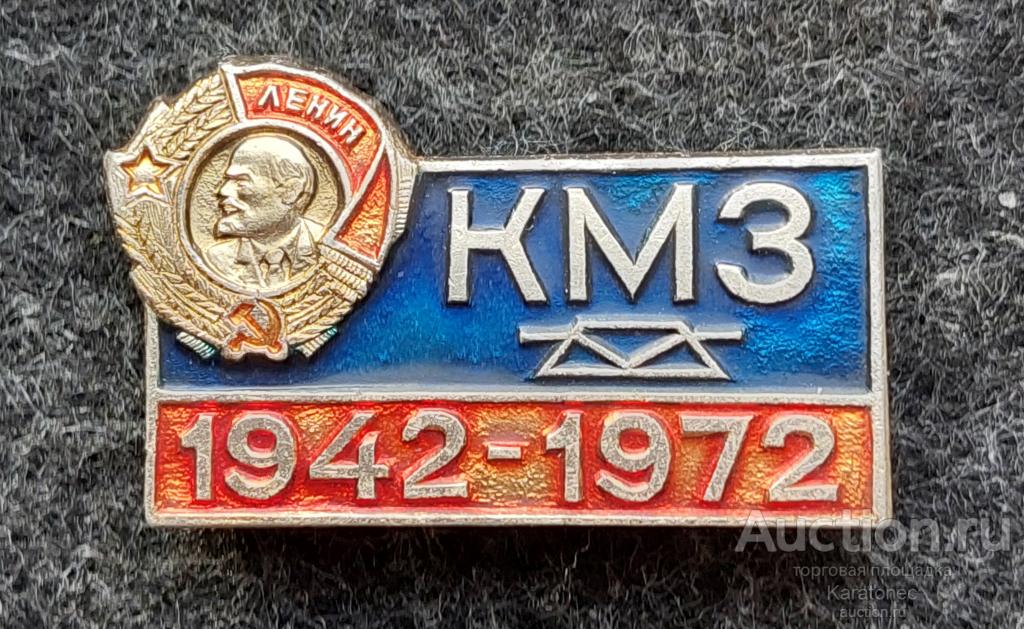 ЛЕНИН
КМЗ
1942-1972
Auction.ru
торговая площадка
Karatonec
auction.ru